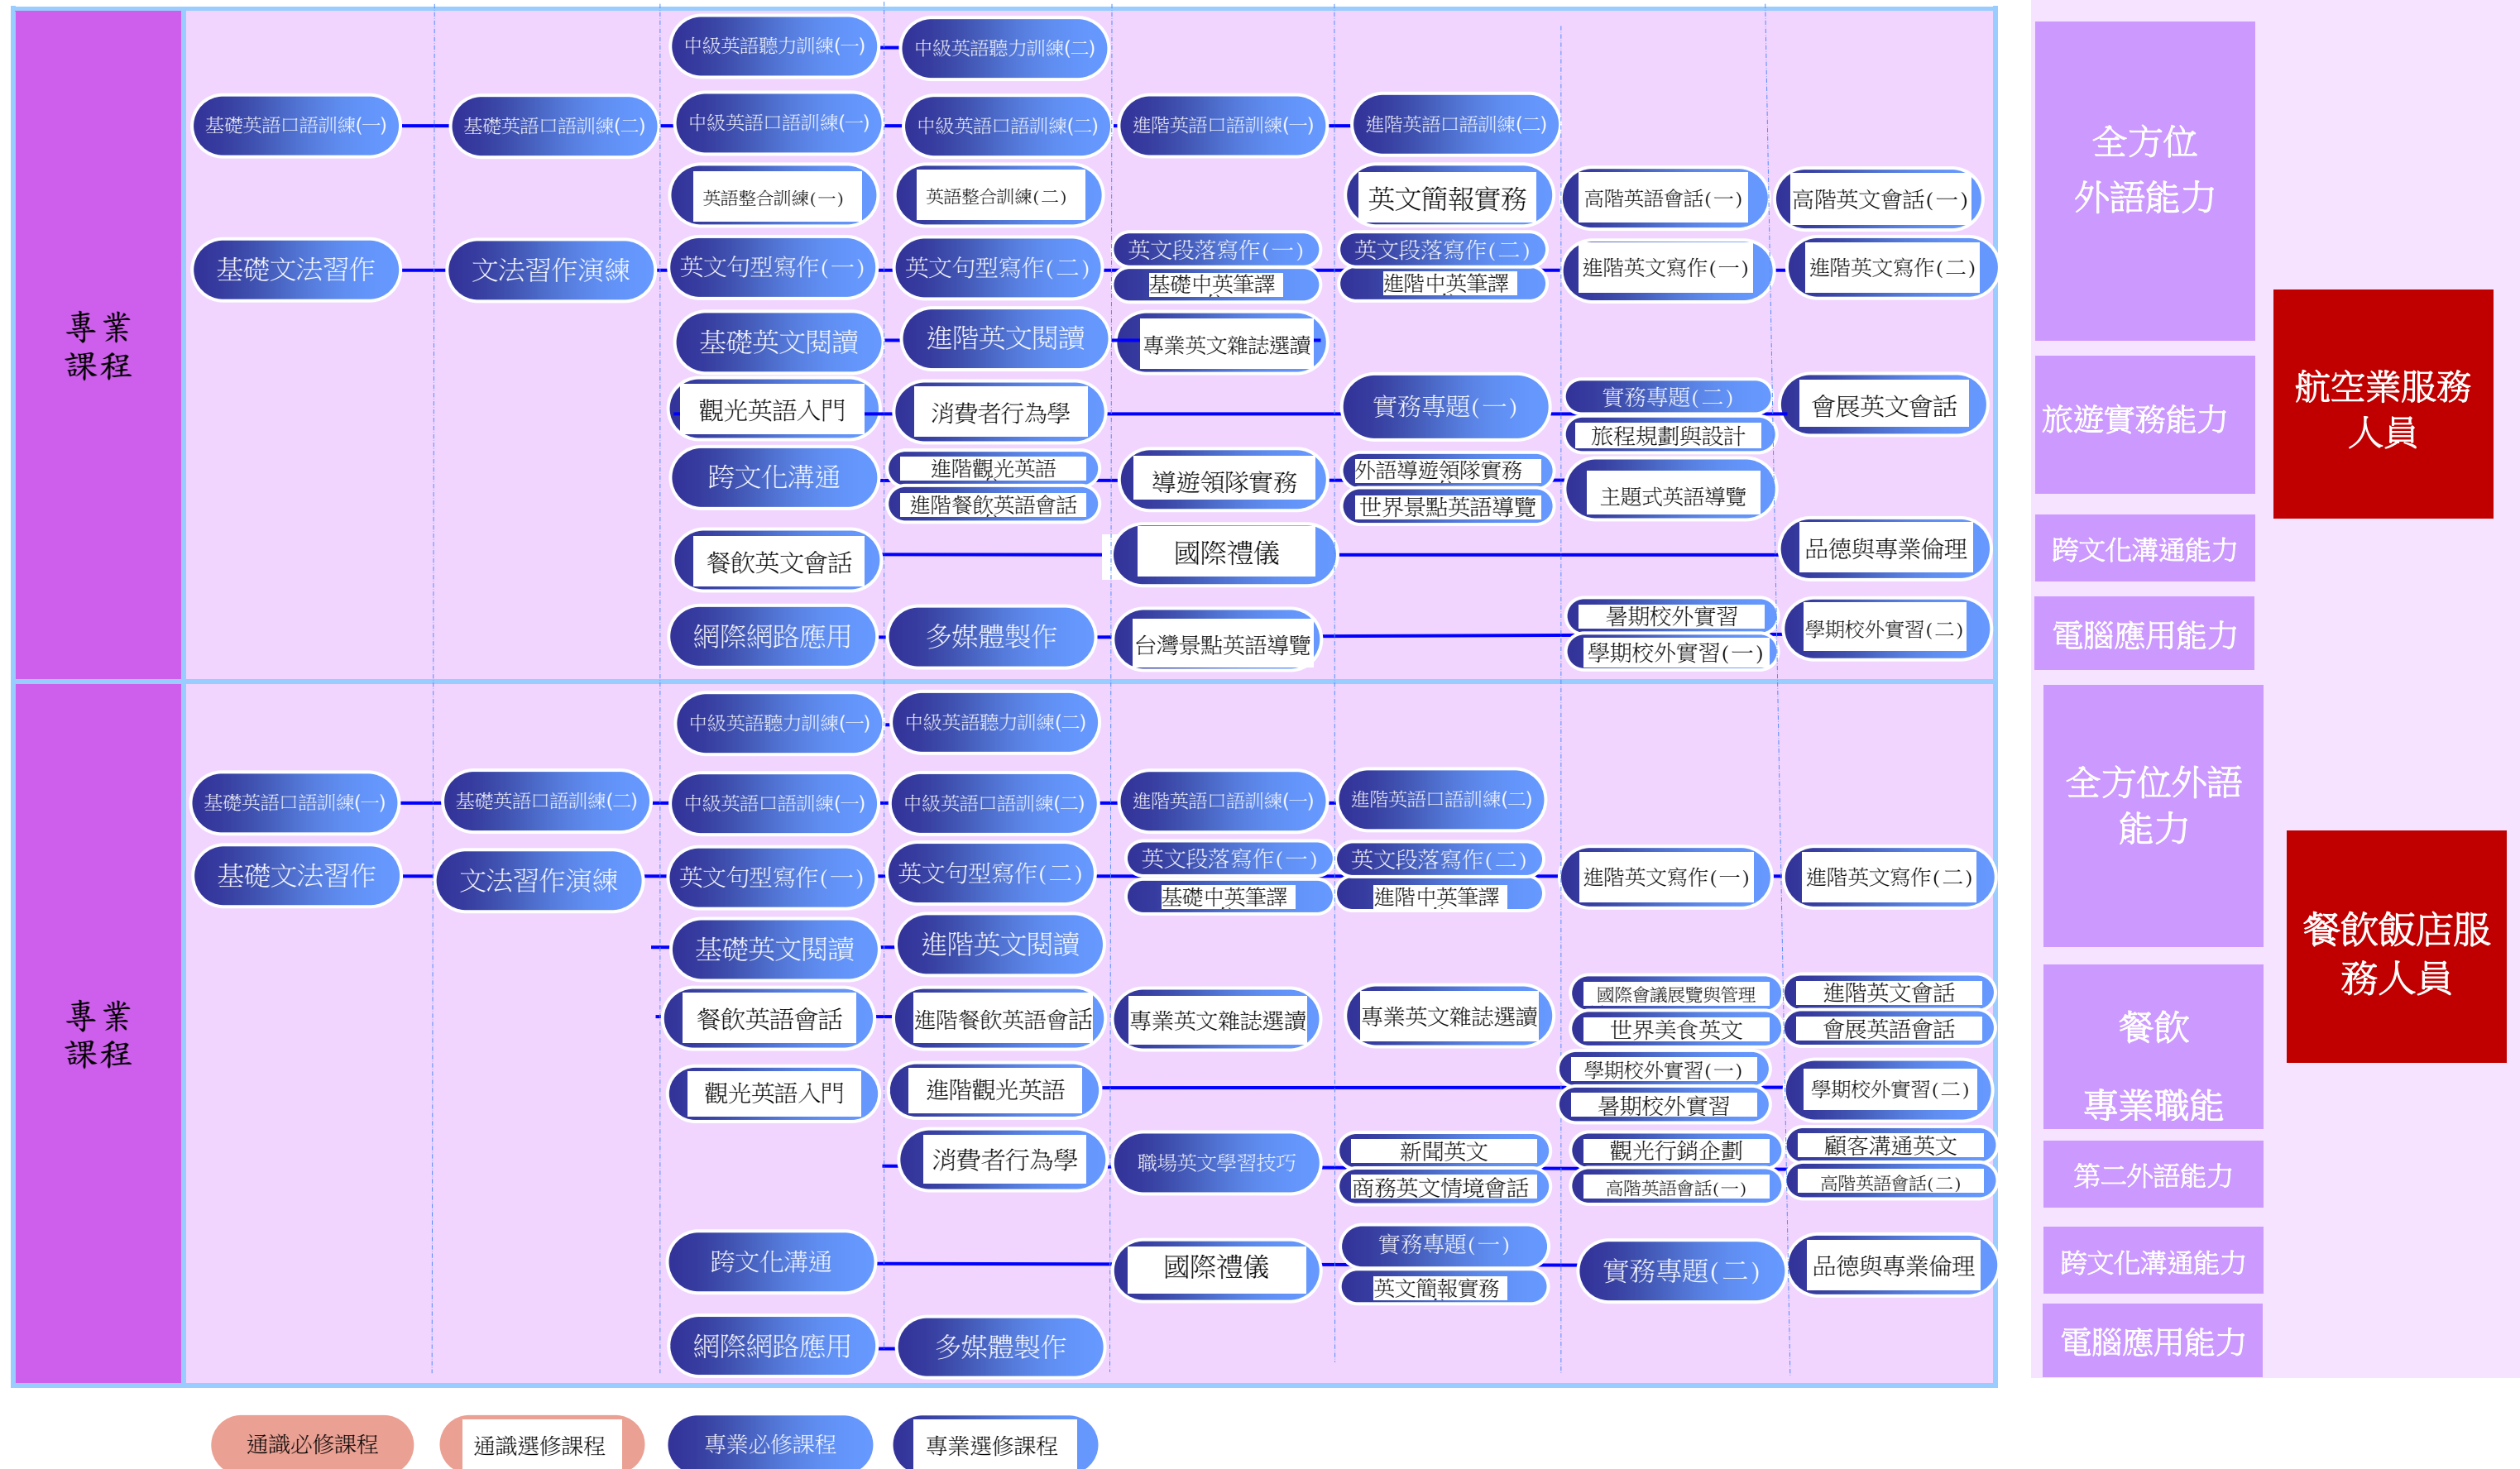 中級英語聽力訓練(一)
中級英語聽力訓練(二)
基礎英語口語訓練(一)
基礎英語口語訓練(二)
中級英語口語訓練(一)
中級英語口語訓練(二)
進階英語口語訓練(一)
進階英語口語訓練(二)
英語整合訓練(一)
英語整合訓練(二)
英文簡報實務
高階英語會話(一)
高階英文會話(一)
基礎文法習作
文法習作演練
英文句型寫作(一)
英文句型寫作(二)
英文段落寫作(一)
基礎中英筆譯
英文段落寫作(二)
進階中英筆譯
進階英文寫作(一)
進階英文寫作(二)
專業
課程
基礎英文閱讀
進階英文閱讀
專業英文雜誌選讀
觀光英語入門
消費者行為學
實務專題(一)
實務專題(二)
旅程規劃與設計
會展英文會話
跨文化溝通
進階觀光英語
進階餐飲英語會話
導遊領隊實務
外語導遊領隊實務
世界景點英語導覽
主題式英語導覽
餐飲英文會話
國際禮儀
品德與專業倫理
網際網路應用
多媒體製作
台灣景點英語導覽
暑期校外實習
學期校外實習(一)
學期校外實習(二)
全方位
外語能力
旅遊實務能力
跨文化溝通能力
電腦應用能力
航空業服務
人員
中級英語聽力訓練(一)
中級英語聽力訓練(二)
基礎英語口語訓練(一)
基礎英語口語訓練(二)
中級英語口語訓練(一)
中級英語口語訓練(二)
進階英語口語訓練(一)
進階英語口語訓練(二)
基礎文法習作
文法習作演練
英文句型寫作(一)
英文句型寫作(二)
英文段落寫作(一)
基礎中英筆譯
英文段落寫作(二)
進階中英筆譯
進階英文寫作(一)
進階英文寫作(二)
基礎英文閱讀
進階英文閱讀
專業
課程
餐飲英語會話
進階餐飲英語會話
專業英文雜誌選讀
專業英文雜誌選讀
國際會議展覽與管理
世界美食英文
進階英文會話
會展英語會話
觀光英語入門
進階觀光英語
學期校外實習(一)
暑期校外實習
學期校外實習(二)
消費者行為學
職場英文學習技巧
新聞英文
商務英文情境會話
觀光行銷企劃
高階英語會話(一)
顧客溝通英文
高階英語會話(二)
跨文化溝通
國際禮儀
實務專題(一)
英文簡報實務
實務專題(二)
品德與專業倫理
網際網路應用
多媒體製作
全方位外語
能力
餐飲
專業職能
第二外語能力
跨文化溝通能力
電腦應用能力
餐飲飯店服
務人員
通識必修課程
通識選修課程
專業必修課程
專業選修課程